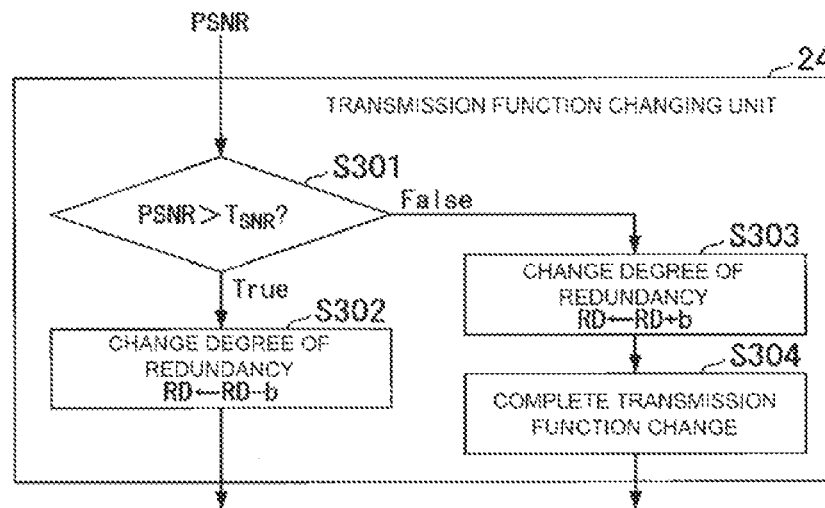 PSNR
24
TRANSMISSION FUNCTION CHANGING UNIT
S301
PSNR > TSNR?
False
True
S302
CHANGE DEGREE OF
REDUNDANCY
RD←RD-b
S303
CHANGE DEGREE OF
REDUNDANCY
RD←RD+b
S304
COMPLETE TRANSMISSION
FUNCTION CHANGE